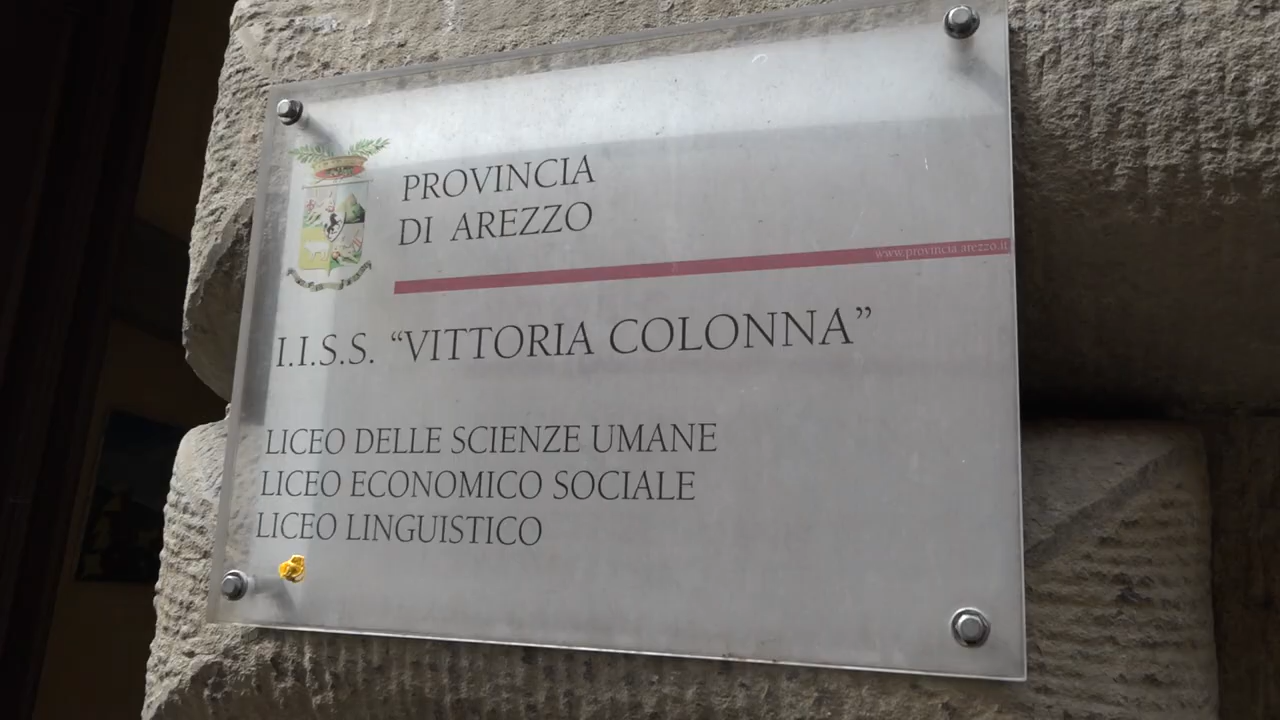 PROVINCIA
DI AREZZO
www.provincia.arezzo.it
I.I.S.S. “VITTORIA COLONNA”
LICEO DELLE SCIENZE UMANE
LICEO ECONOMICO SOCIALE
LICEO LINGUISTICO